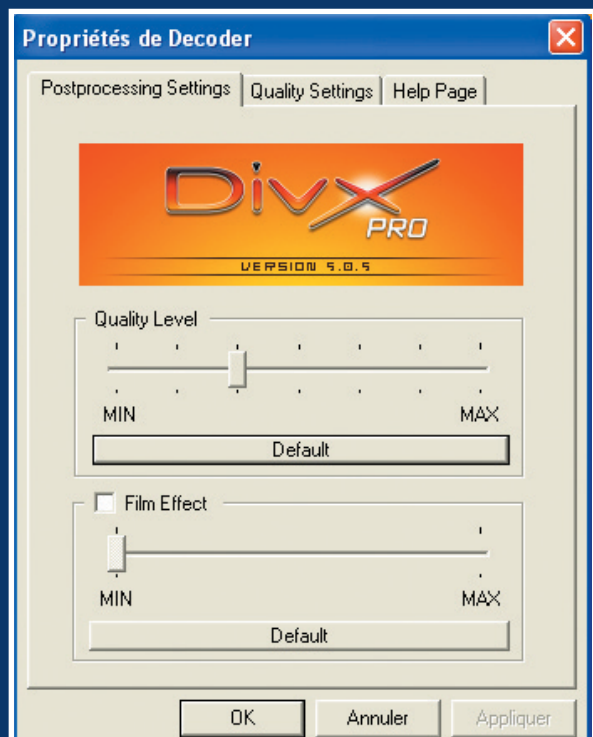 Propriétés de Decoder
Postprocessing Settings Quality Settings Help Page
DivX
PRO
VERSION 5.0.5
Quality Level
MIN MAX
Default
Film Effect
MIN MAX
Default
OK Annuler Appliquer